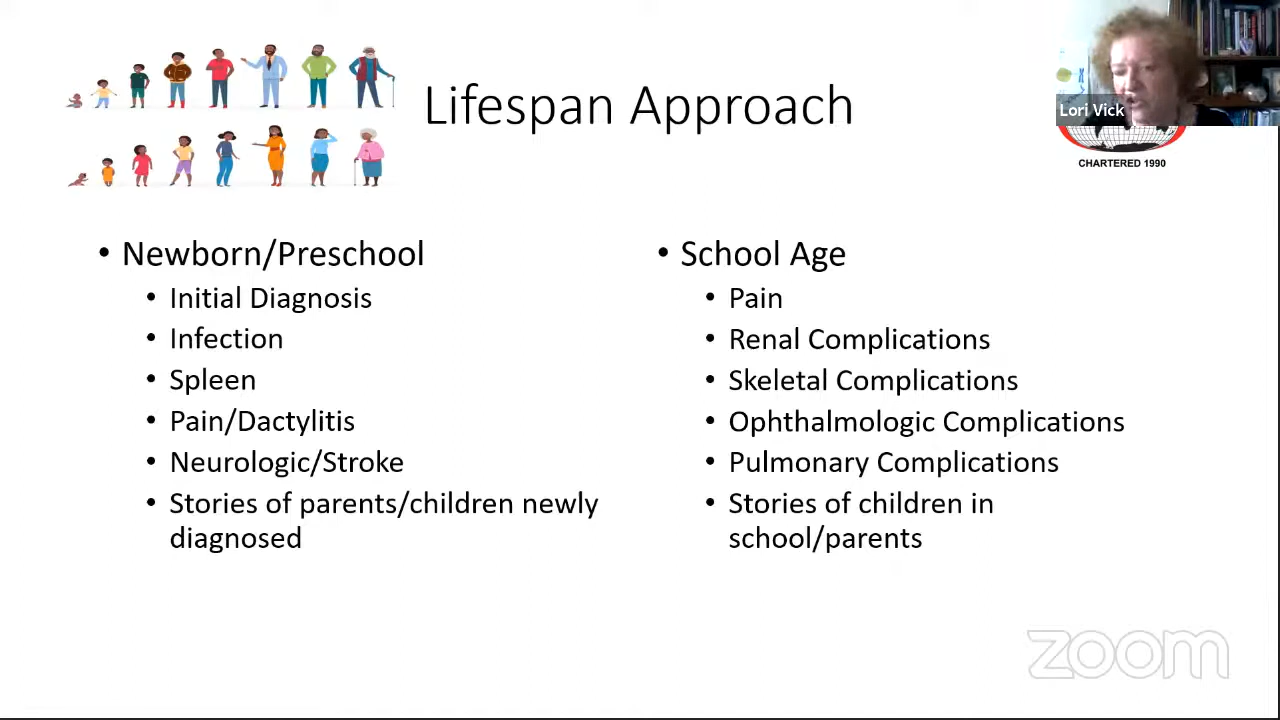 Lifespan Approach
Lori Vick
CHARTERED 1990
• Newborn/Preschool
• Initial Diagnosis
• Infection
• Spleen
• Pain/Dactylitis
• Neurologic/Stroke
• Stories of parents/children newly
diagnosed
• School Age
• Pain
• Renal Complications
• Skeletal Complications
• Ophthalmologic Complications
• Pulmonary Complications
• Stories of children in
school/parents
zoom